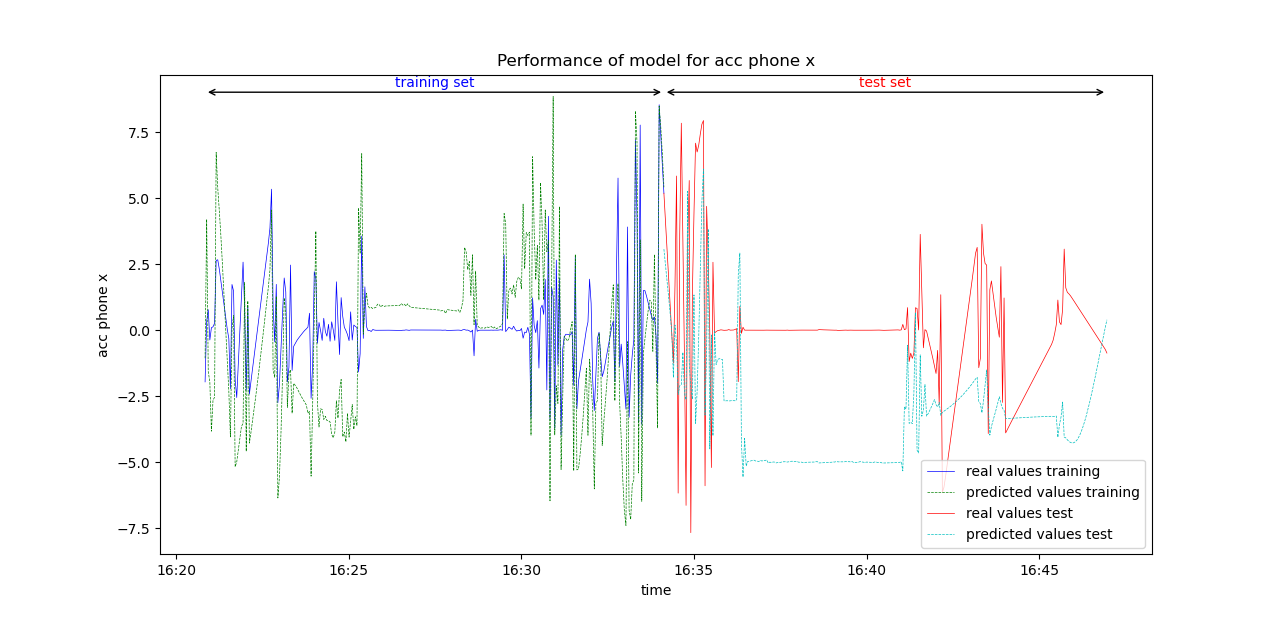 Performance of model for acc phone x
training set
test set
acc phone x
7.5
5.0
2.5
0.0
−2.5
−5.0
−7.5
real values training
predicted values training
real values test
predicted values test
16:20
16:25
16:30
16:35
16:40
16:45
time